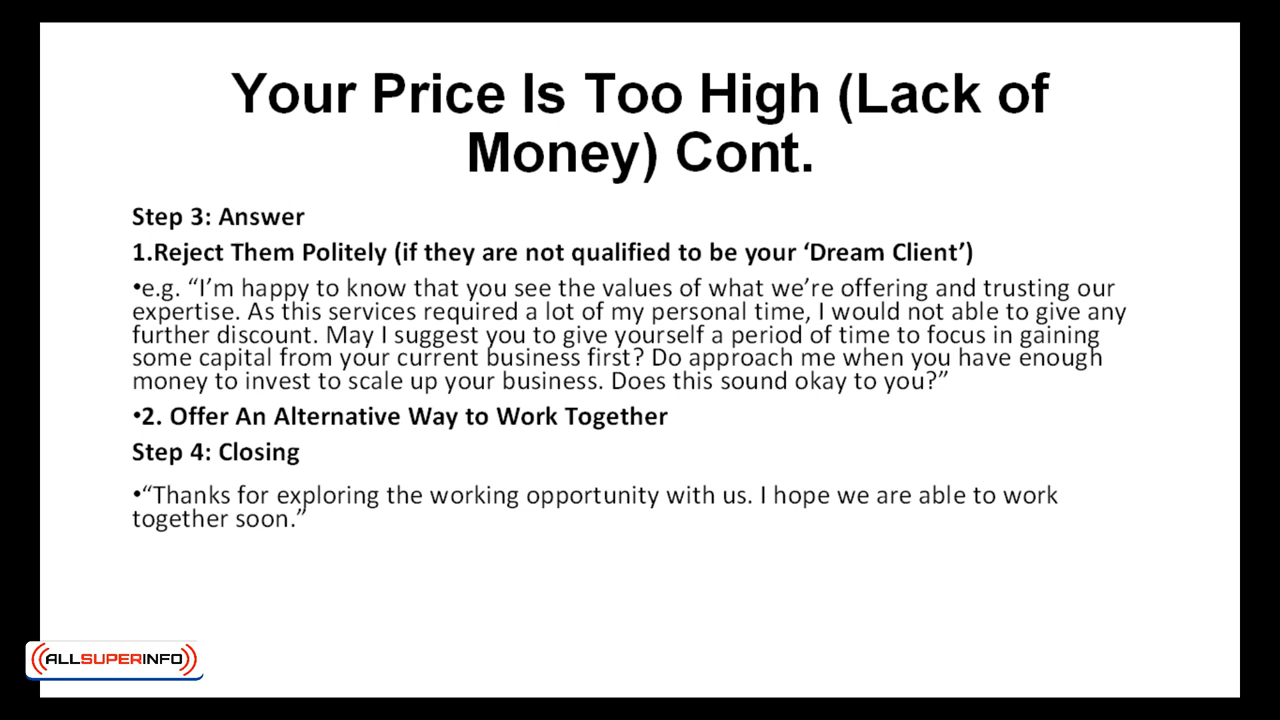 Your Price Is Too High (Lack of
Money) Cont.
Step 3: Answer
1.Reject Them Politely (if they are not qualified to be your ‘Dream Client’)
•e.g. “I’m happy to know that you see the values of what we’re offering and trusting our
expertise. As this services required a lot of my personal time, I would not able to give any
further discount. May I suggest you to give yourself a period of time to focus in gaining
some capital from your current business first? Do approach me when you have enough
money to invest to scale up your business. Does this sound okay to you?”
•2. Offer An Alternative Way to Work Together
Step 4: Closing
•“Thanks for exploring the working opportunity with us. I hope we are able to work
together soon.”
ALLSUPERINFO